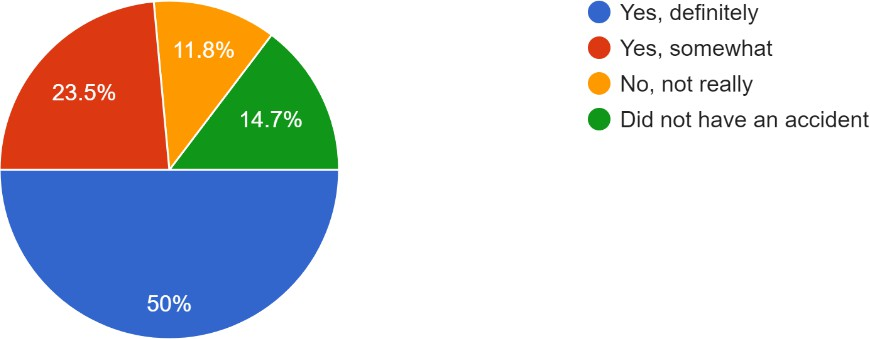 11.8%
23.5%
14.7%
50%
Yes, definitely
Yes, somewhat
No, not really
Did not have an accident